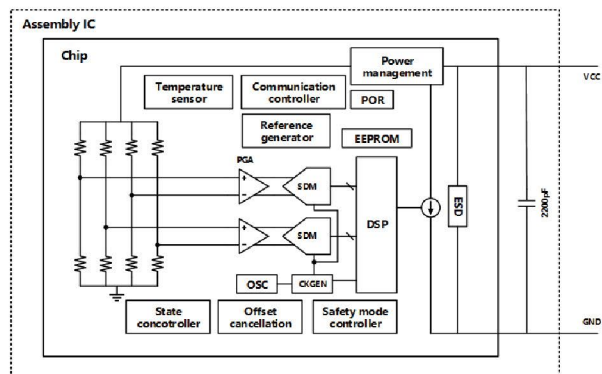 Assembly IC
Chip
Power
management
VCC
Temperature
sensor
Communication
controller
POR
Reference
generator
EEPROM
PGA
+
−
SDM
DSP
ESD
2200pF
+
−
SDM
OSC
CKGEN
State
concotroller
Offset
cancellation
Safety mode
controller
GND